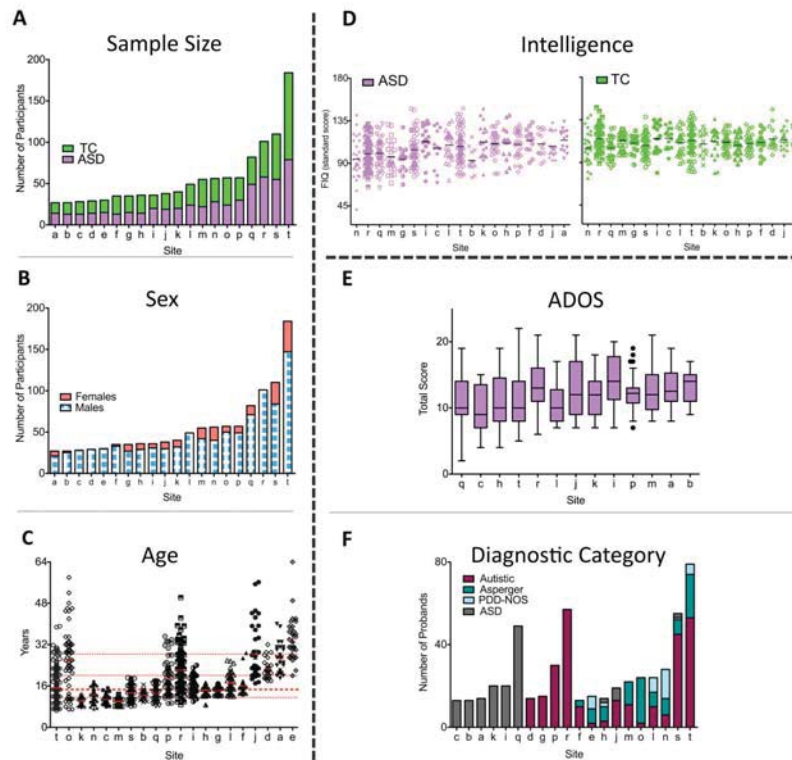 A
Sample Size
200
150
100
50
0
Number of Participants
TC
ASD
a b c d e f g h i j k l m n o p q r s t
Site
B
Sex
200
150
100
50
0
Number of Participants
Females
Males
a b c d e f g h i j k l m n o p q r s t
Site
C
Age
64
48
32
16
0
Years
t o k n c m s b q p r i h g l f j d a e
Site
D
Intelligence
180
135
90
45
FIQ (standard score)
ASD
n r q m g s i c l t b k o h p f d j a
Site
TC
n r q m g s i c l t b k o h p f d j
Site
E
ADOS
20
10
0
Total Score
q c h t r l j k i p m a b
Site
F
Diagnostic Category
80
40
0
Number of Probands
Autistic
Asperger
PDD-NOS
ASD
c b a k i q d g p r f e h j m o l n s t
Site